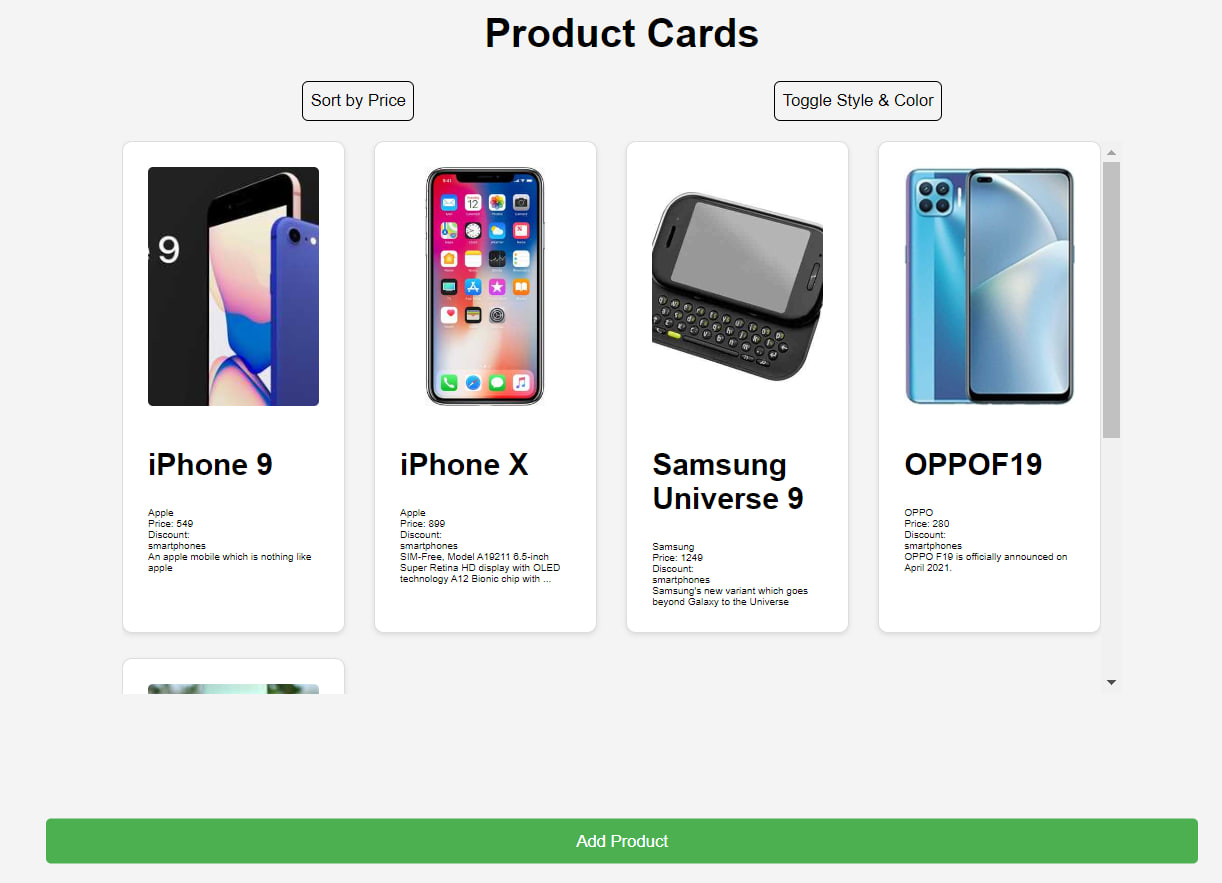 Product Cards
Sort by Price
Toggle Style & Color
9
9:41
12
iPhone 9
Apple
Price: 549
Discount:
smartphones
An apple mobile which is nothing like
apple
iPhone X
Apple
Price: 899
Discount:
smartphones
SIM-Free, Model A19211 6.5-inch
Super Retina HD display with OLED
technology A12 Bionic chip with ...
Samsung
Universe 9
Samsung
Price: 1249
Discount:
smartphones
Samsung's new variant which goes
beyond Galaxy to the Universe
OPPOF19
OPPO
Price: 280
Discount:
smartphones
OPPO F19 is officially announced on
April 2021.
Add Product